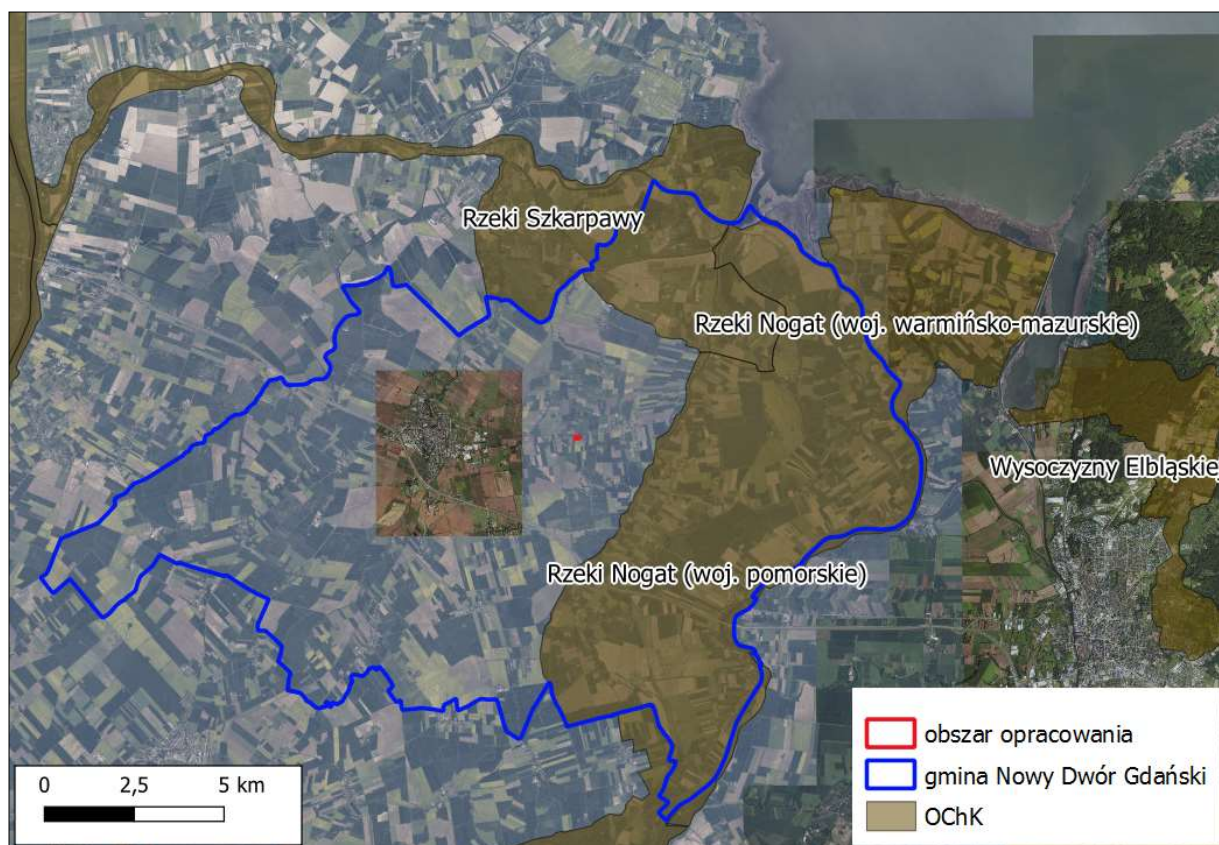 Rzeki Szkarpawy
Rzeki Nogat (woj. warmińsko-mazurskie)
Wysoczyzny Elbląskiej
Rzeki Nogat (woj. pomorskie)
0 2,5 5 km
obszar opracowania
gmina Nowy Dwór Gdański
OChK